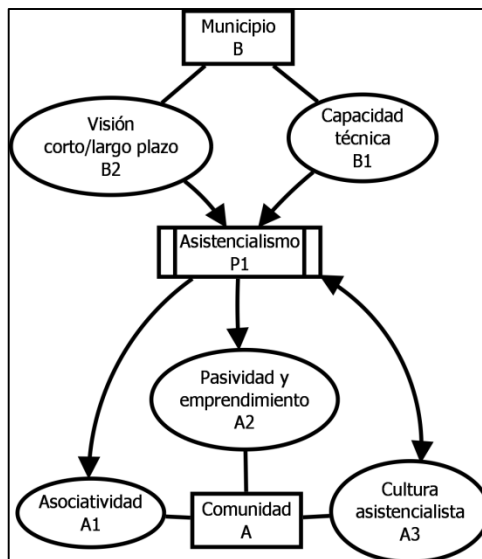 Municipio
B
Visión
corto/largo plazo
B2
Capacidad
técnica
B1
Asistencialismo
P1
Pasividad y
emprendimiento
A2
Asociatividad
A1
Comunidad
A
Cultura
asistencialista
A3